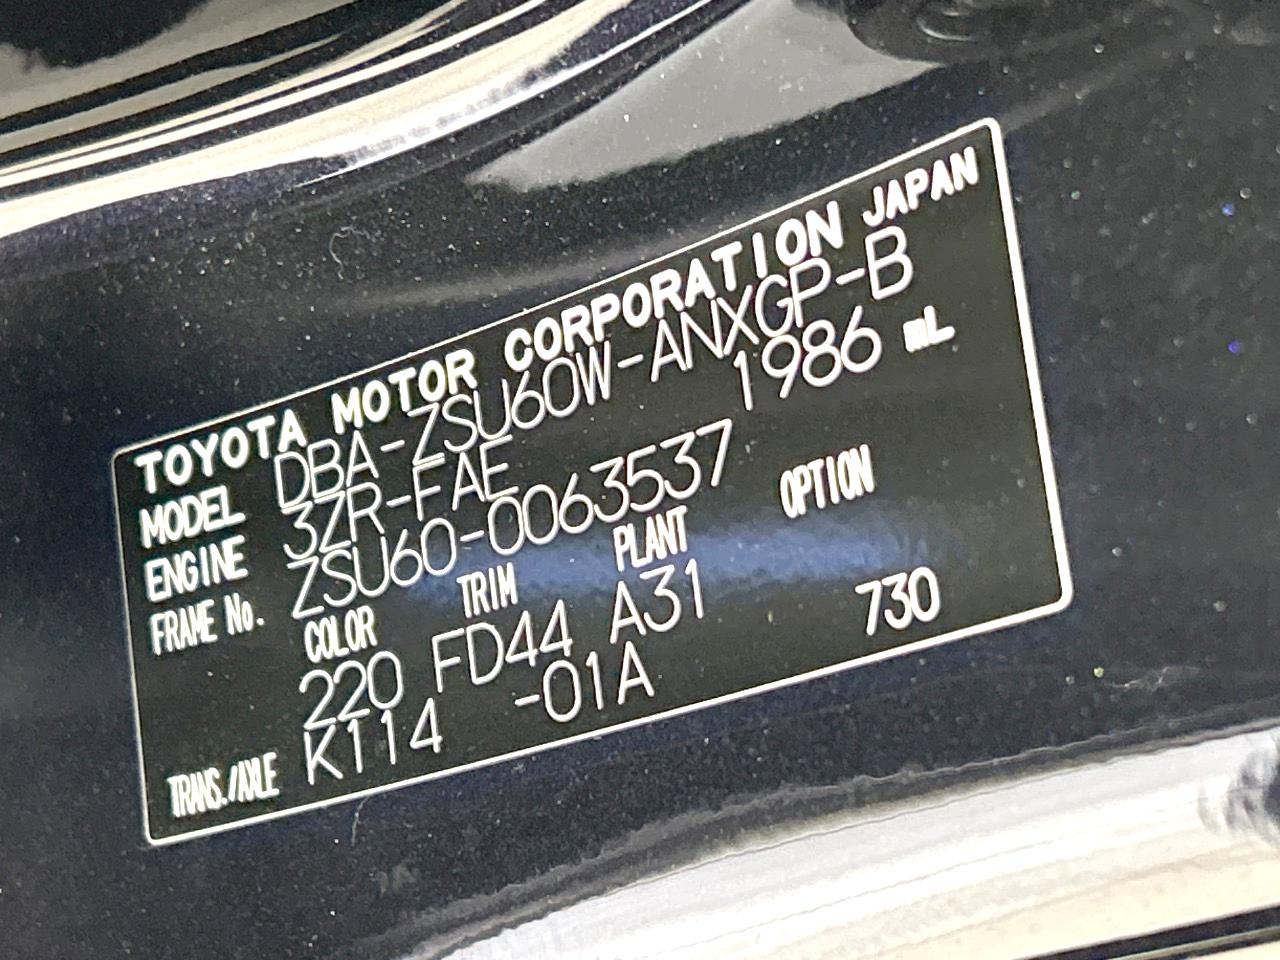 TOYOTA MOTOR CORPORATION JAPAN
MODEL DBA-ZSU60W-ANXGP-B
ENGINE 3ZR-FAE 1986 mL
FRAME No. ZSU60-0063537
COLOR TRIM PLANT OPTION
220 FD44 A31 730
TRANS./AXLE K114 -01A